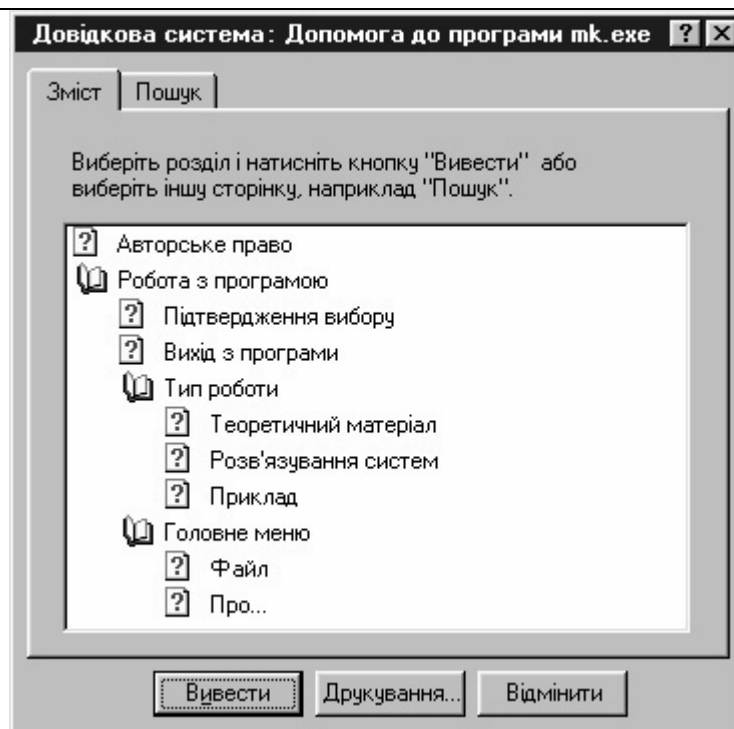 Довідкова система: Допомога до програми mk.exe
Зміст Пошук
Виберіть розділ і натисніть кнопку "Вивести" або
виберіть іншу сторінку, наприклад "Пошук".
Авторське право
Робота з програмою
Підтвердження вибору
Вихід з програми
Тип роботи
Теоретичний матеріал
Розв'язування систем
Приклад
Головне меню
Файл
Про...
Вивести Друкування... Відмінити